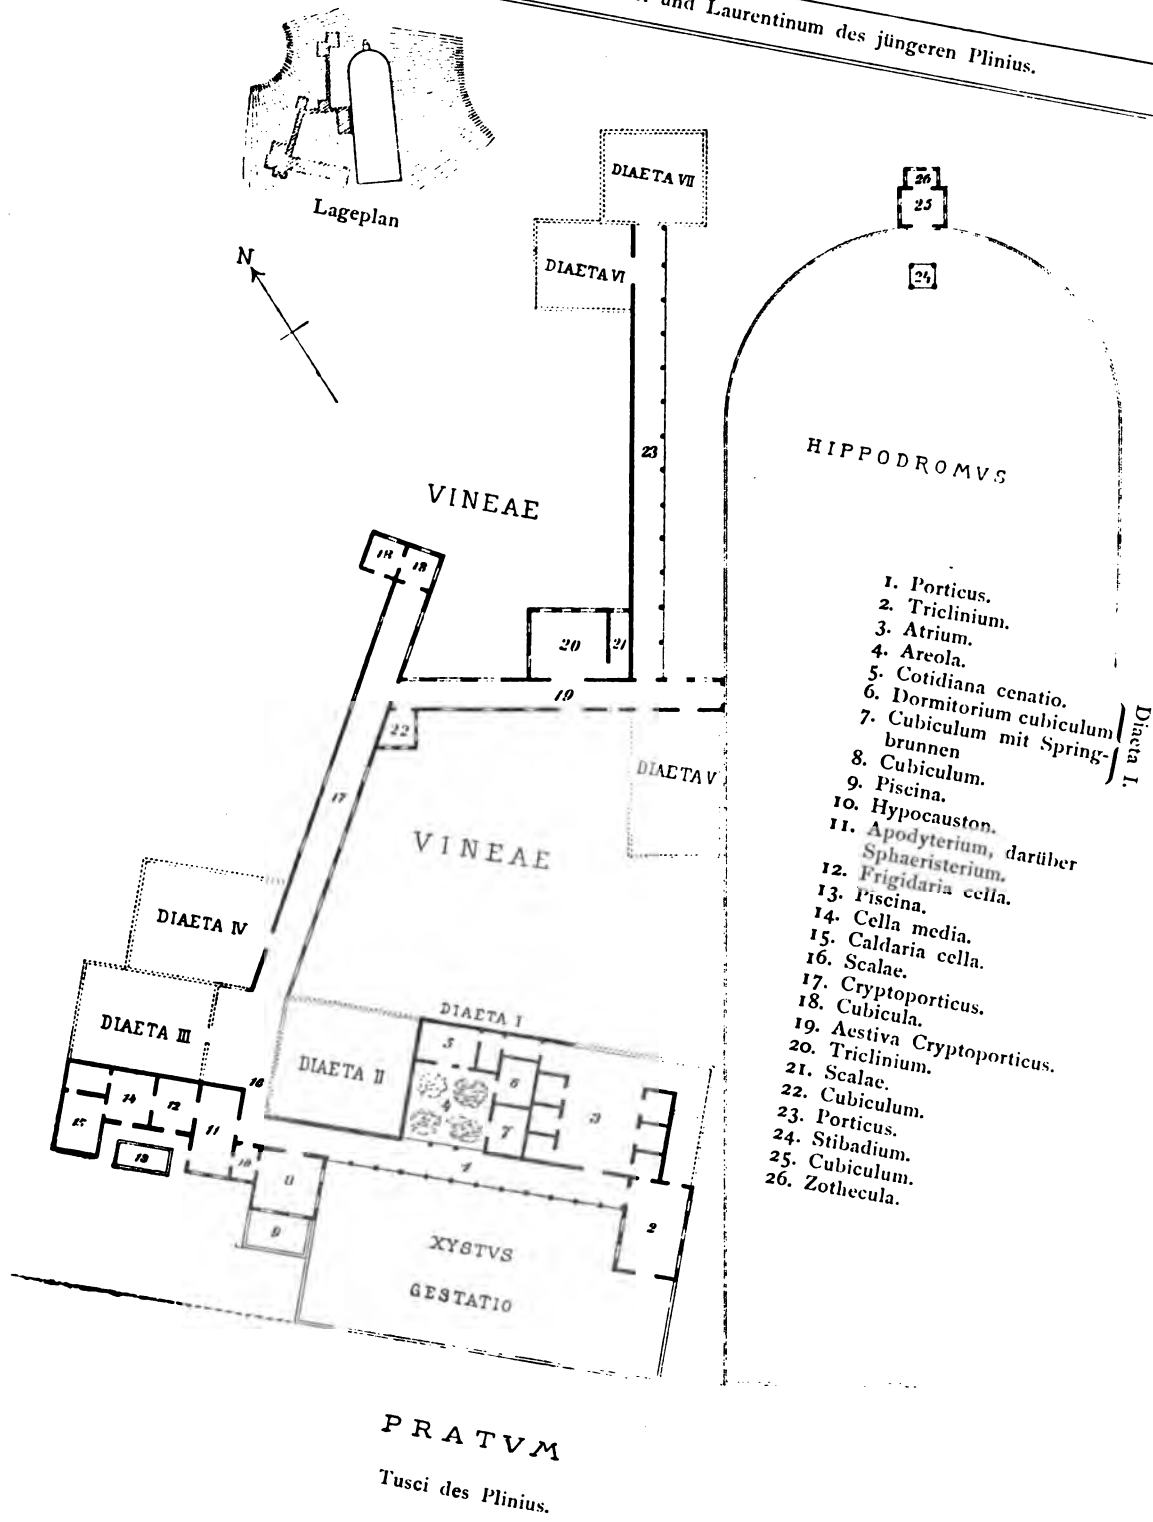 und Laurentinum des jüngeren Plinius.
Lageplan
N
DIAETA VII
DIAETA VI
26
25
24
23
HIPPODROMVS
VINEAE
18
18
20
21
19
22
DIAETA V
17
VINEAE
DIAETA IV
DIAETA III
DIAETA I
DIAETA II
5
6
4
3
7
16
14
12
15
11
13
10
8
1
9
2
XYSTVS
GESTATIO
1. Porticus.
2. Triclinium.
3. Atrium.
4. Areola.
5. Cotidiana cenatio.
6. Dormitorium cubiculum
7. Cubiculum mit Spring-
brunnen
Diaeta I.
8. Cubiculum.
9. Piscina.
10. Hypocauston.
11. Apodyterium, darüber
Sphaeristerium.
12. Frigidaria cella.
13. Piscina.
14. Cella media.
15. Caldaria cella.
16. Scalae.
17. Cryptoporticus.
18. Cubicula.
19. Aestiva Cryptoporticus.
20. Triclinium.
21. Scalae.
22. Cubiculum.
23. Porticus.
24. Stibadium.
25. Cubiculum.
26. Zothecula.
PRATVM
Tusci des Plinius.